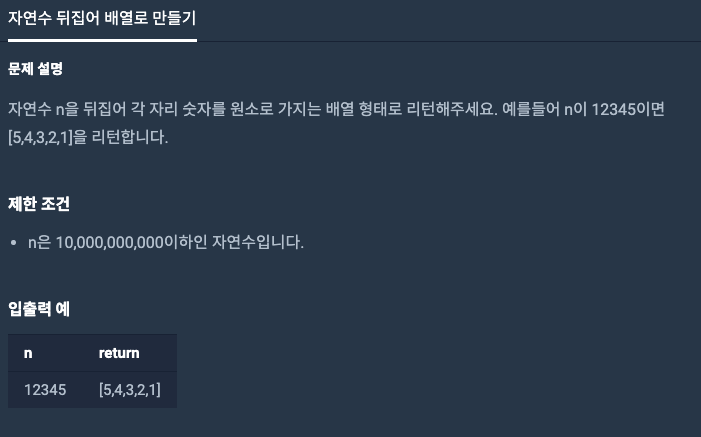 자연수 뒤집어 배열로 만들기
문제 설명
자연수 n을 뒤집어 각 자리 숫자를 원소로 가지는 배열 형태로 리턴해주세요. 예를들어 n이 12345이면
[5,4,3,2,1]을 리턴합니다.
제한 조건
• n은 10,000,000,000이하인 자연수입니다.
입출력 예
n return
12345 [5,4,3,2,1]